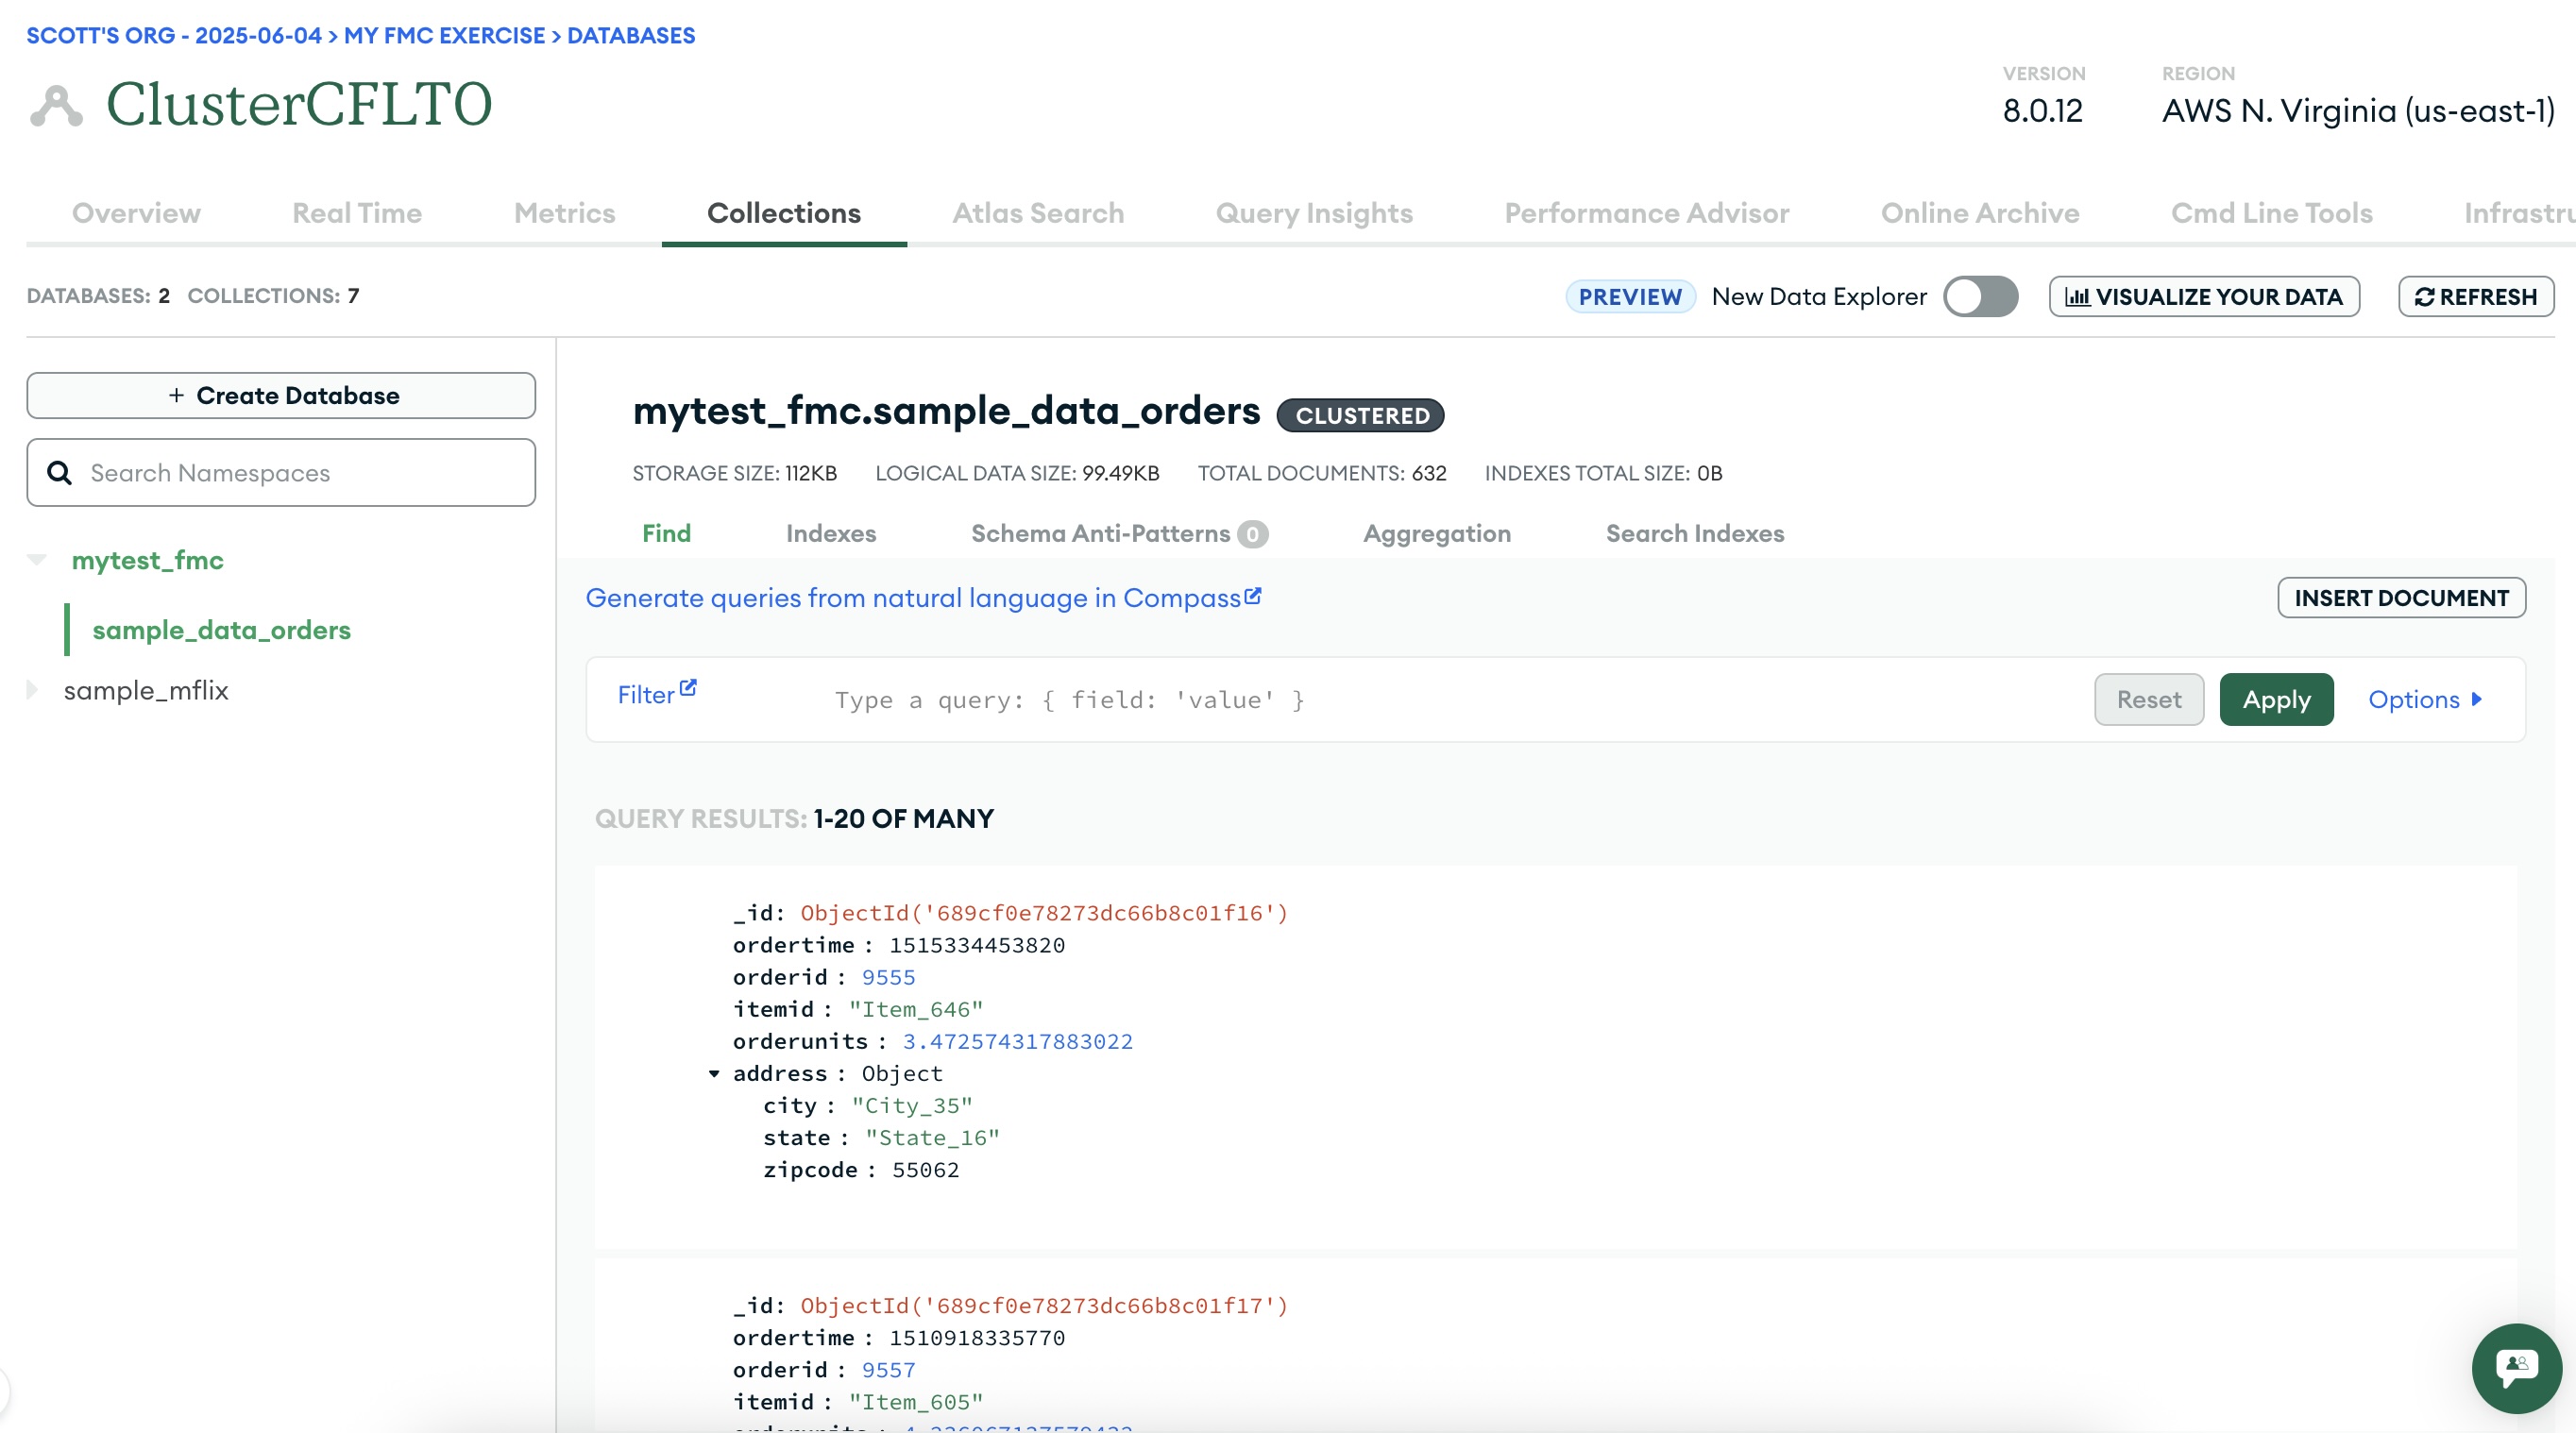 SCOTT'S ORG - 2025-06-04 > MY FMC EXERCISE > DATABASES
ClusterCFLT0
VERSION
8.0.12
REGION
AWS N. Virginia (us-east-1)
Overview Real Time Metrics Collections Atlas Search Query Insights Performance Advisor Online Archive Cmd Line Tools Infrastru
DATABASES: 2 COLLECTIONS: 7
PREVIEW New Data Explorer VISUALIZE YOUR DATA REFRESH
+ Create Database
Search Namespaces
mytest_fmc
sample_data_orders
sample_mflix
mytest_fmc.sample_data_orders CLUSTERED
STORAGE SIZE: 112KB LOGICAL DATA SIZE: 99.49KB TOTAL DOCUMENTS: 632 INDEXES TOTAL SIZE: 0B
Find Indexes Schema Anti-Patterns 0 Aggregation Search Indexes
Generate queries from natural language in Compass
INSERT DOCUMENT
Filter Type a query: { field: 'value' } Reset Apply Options
QUERY RESULTS: 1-20 OF MANY
_id: ObjectId('689cf0e78273dc66b8c01f16')
ordertime : 1515334453820
orderid : 9555
itemid : "Item_646"
orderunits : 3.472574317883022
address : Object
city : "City_35"
state : "State_16"
zipcode : 55062
_id: ObjectId('689cf0e78273dc66b8c01f17')
ordertime : 1510918335770
orderid : 9557
itemid : "Item_605"